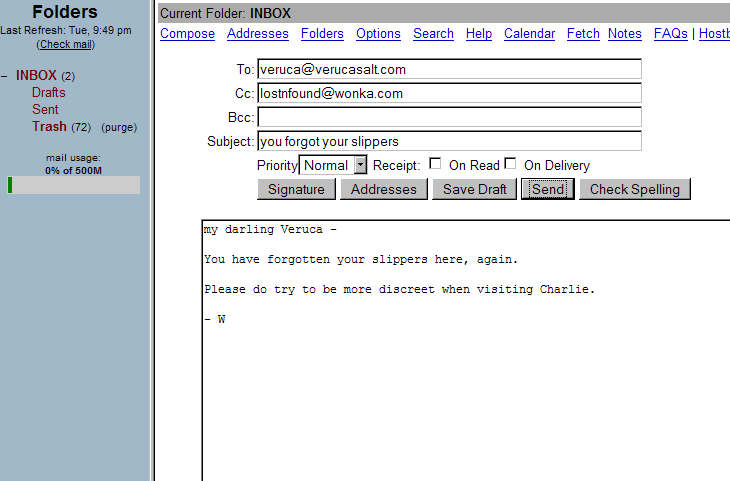 Folders
Last Refresh: Tue, 9:49 pm
(Check mail)
– INBOX (2)
Drafts
Sent
Trash (72) (purge)
mail usage:
0% of 500M
Current Folder: INBOX
Compose Addresses Folders Options Search Help Calendar Fetch Notes FAQs | Hostb
To: veruca@verucasalt.com
Cc: lostnfound@wonka.com
Bcc:
Subject: you forgot your slippers
Priority Normal Receipt: On Read On Delivery
Signature Addresses Save Draft Send Check Spelling
my darling Veruca –
You have forgotten your slippers here, again.
Please do try to be more discreet when visiting Charlie.
– W